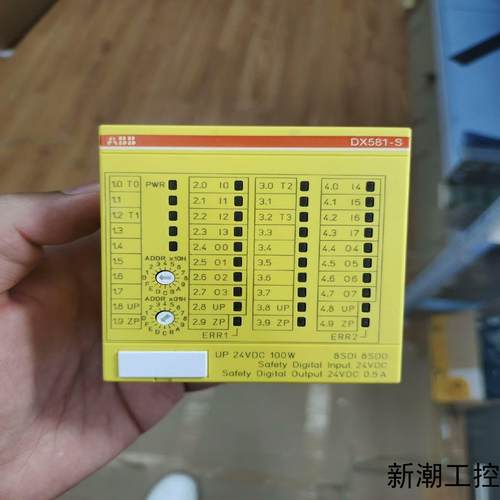 ABB
DX581-S
1.0 T0 PWR 2.0 I0 3.0 T2 4.0 I4
1.1 2.1 I1 3.1 4.1 I5
1.2 T1 2.2 I2 3.2 T3 4.2 I6
1.3 2.3 I3 3.3 4.3 I7
1.4 2.4 O0 3.4 4.4 O4
1.5 ADDR x10H 2.5 O1 3.5 4.5 O5
1.6 2.6 O2 3.6 4.6 O6
1.7 2.7 O3 3.7 4.7 O7
1.8 UP ADDR x01H 2.8 UP 3.8 UP 4.8 UP
1.9 ZP 2.9 ZP 3.9 ZP 4.9 ZP
ERR1 ERR2
UP 24VDC 100W 8SDI 8SDO
Safety Digital Input 24VDC
Safety Digital Output 24VDC 0.5A
新潮工控